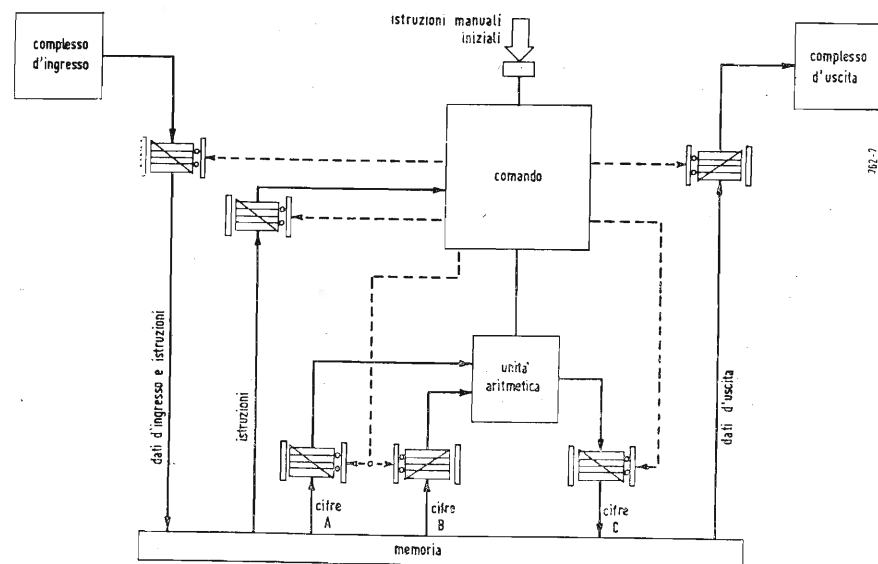 istruzioni manuali
iniziali
complesso
d'ingresso
complesso
d'uscita
comando
762-7
unita'
aritmetica
dati d'ingresso e istruzioni
istruzioni
dati d'uscita
cifre
A
cifre
B
cifre
C
memoria